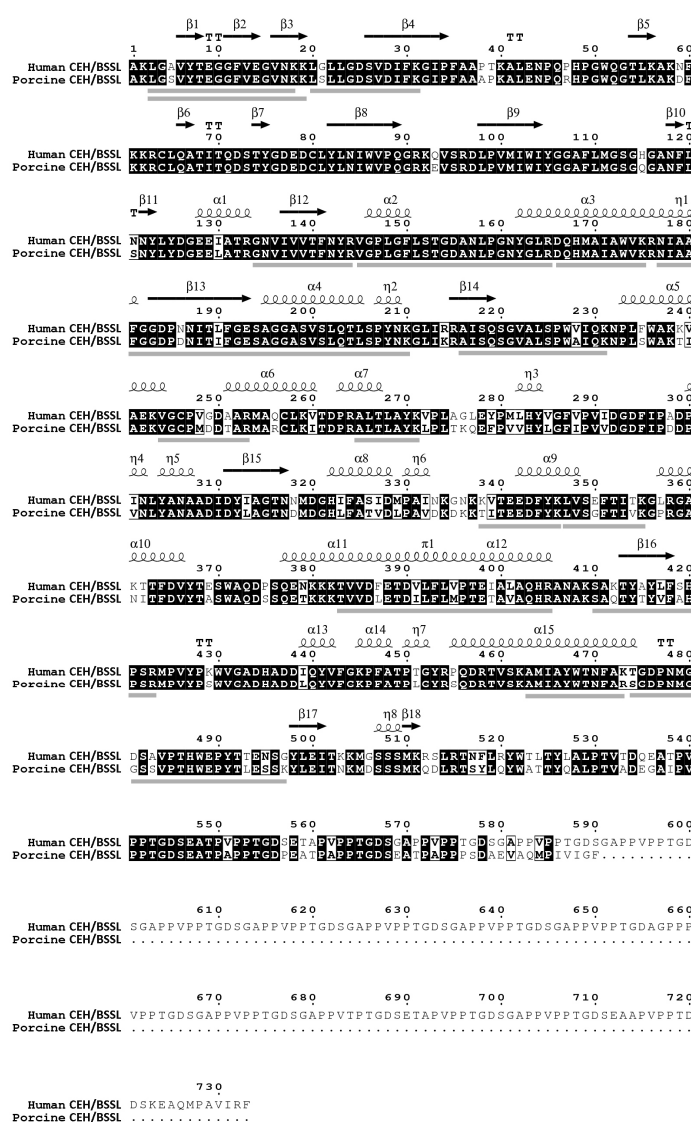 β1 TT β2 β3 β4 TT β5
1 10 20 30 40 50 60
Human CEH/BSSL AKLGAVYTEGGFVEGVNKKLGLLGDSVDIFKGIPFAAPTKALENPQPHPGWQGTLKAKNF
Porcine CEH/BSSL AKLGSVYTEGGFVEGVNKKLSLLGDSVDIFKGIPFAAAPKALENPQRHPGWQGTLKAKDF
β6 TT β7 β8 β9 β10 T
70 80 90 100 110 120
Human CEH/BSSL KKRCLQATITQDSTYGDEDCLYLNIWVPQGRKQVSRDLPVMIWIYGGAFLMGSGHGANFL
Porcine CEH/BSSL KKRCLQATITQDSTYGDEDCLYLNIWVPQGRKEVSRDLPVMIWIYGGAFLMGSGQGANFL
T β11 α1 β12 α2 α3 η1
130 140 150 160 170 180
Human CEH/BSSL NNYLYDGEEIATRGNVIVVTFNYRVGPLGFLSTGDANLPGNYGLRDQHMAIAWVKRNIAA
Porcine CEH/BSSL SNYLYDGEELATRGNVIVVTFNYRVGPLGFLSTGDANLPGNYGLRDQHMAIAWVKRNIAA
β13 α4 η2 β14 α5
190 200 210 220 230 240
Human CEH/BSSL FGGDPNNITLFGESAGGASVSLQTLSPYNKGLIRRAISQSGVALSPWVIQKNPLFWAKKV
Porcine CEH/BSSL FGGDPDNITIFGESAGGASVSLQTLSPYNKGLIKRAISQSGVALSPWAIQKNPLSWAKTI
α6 α7 η3
250 260 270 280 290 300
Human CEH/BSSL AEKVGCPVGDAARMAQCLKVTDPRALTLAYKVPLAGLEYPMLHYVGFVPVIDGDFIPADP
Porcine CEH/BSSL AEKVGCPMDDTARMARCLKITDPRALTLAYKLPLTKQEFPVVHYLGFIPVVDGDFIPDDP
η4 η5 β15 α8 η6 α9
310 320 330 340 350 360
Human CEH/BSSL INLYANAADIDYIAGTNNMDGHIFASIDMPAINKGNKKVTEEDFYKLVSEFTITKGLRGA
Porcine CEH/BSSL VNLYANAADIDYLAGTNDMDGHLFATVDLPAVDKDKKTITEEDFYKLVSGFTIVKGPRGA
α10 α11 π1 α12 β16
370 380 390 400 410 420
Human CEH/BSSL KTTFDVYTESWAQDPSQENKKKTVVDFETDVLFLVPTEIALAQHRANAKSAKTYAYLFSH
Porcine CEH/BSSL NITFDVYTASWAQDSSQETKKKTVVDLETDILFLMPTETAVAQHRANAKSAQTYTYVFAH
TT α13 α14 η7 α15 TT
430 440 450 460 470 480
Human CEH/BSSL PSRMPVYPKWVGADHADDIQYVFGKPFATPTGYRPQDRTVSKAMIAYWTNFAKTGDPNMG
Porcine CEH/BSSL PSRMPVYPSWVGADHADDLQYVFGKPFATPLGYRSQDRTVSKAMIAYWTNFARSGDPNMG
β17 η8 β18
490 500 510 520 530 540
Human CEH/BSSL DSAVPTHWEPYTTENSGYLEITKKMGSSSMKRSLRTNFLRYWTLTYLALPTVTDQEATPV
Porcine CEH/BSSL GSSVPTHWEPYTLESSKYLEITNKMDSSSMKQDLRTSYLQYWATTYQALPTVADEGAIPV
550 560 570 580 590 600
Human CEH/BSSL PPTGDSEATPVPPTGDSETAPVPPTGDSGAPPVPPTGDSGAPPVPPTGDSGAPPVPPTGD
Porcine CEH/BSSL PPTGDSEATPAPPTGDPEATPAPPTGDSEATPAPPPSDAEVAQMPIVIGF..........
610 620 630 640 650 660
Human CEH/BSSL SGAPPVPPTGDSGAPPVPPTGDSGAPPVPPTGDSGAPPVPPTGDSGAPPVPPTGDAGPPP
Porcine CEH/BSSL ............................................................
670 680 690 700 710 720
Human CEH/BSSL VPPTGDSGAPPVPPTGDSGAPPVTPTGDSETAPVPPTGDSGAPPVPPTGDSEAAPVPPTD
Porcine CEH/BSSL ............................................................
730
Human CEH/BSSL DSKEAQMPAVIRF
Porcine CEH/BSSL .............